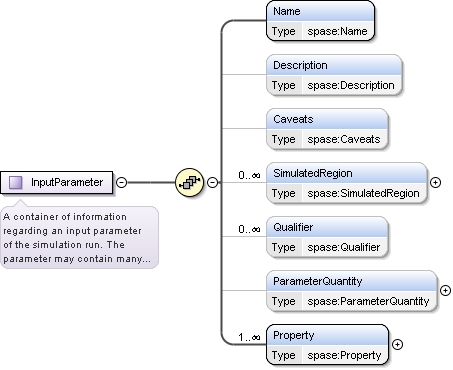 Name
Type spase:Name
Description
Type spase:Description
Caveats
Type spase:Caveats
0..∞
SimulatedRegion
Type spase:SimulatedRegion
InputParameter
A container of information
regarding an input parameter
of the simulation run. The
parameter may contain many...
0..∞
Qualifier
Type spase:Qualifier
ParameterQuantity
Type spase:ParameterQuantity
1..∞
Property
Type spase:Property